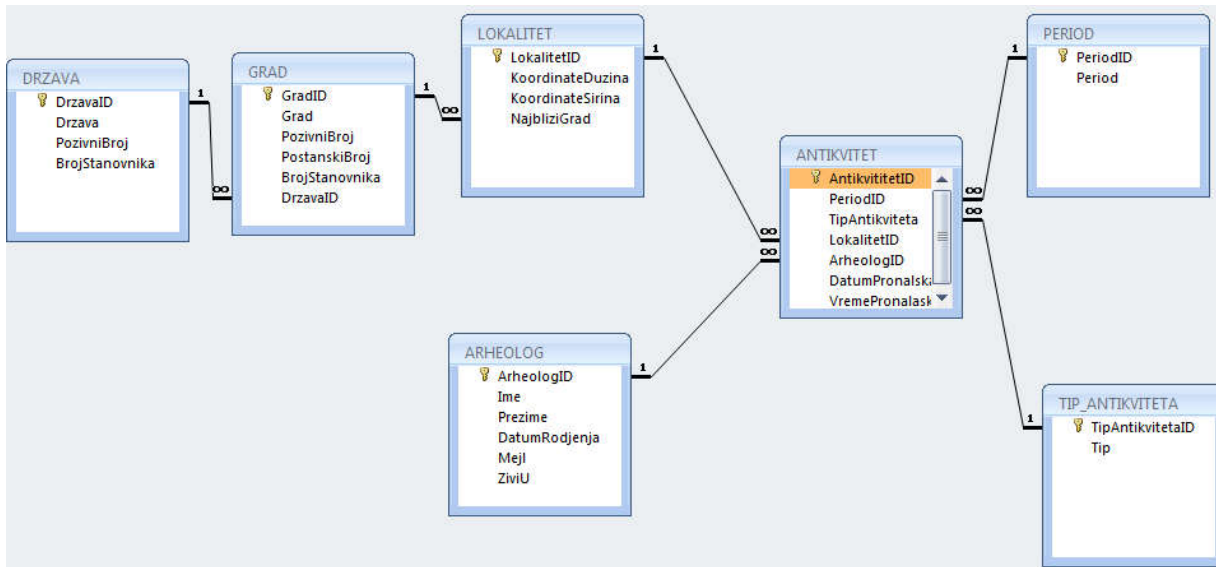 DRZAVA
DrzavaID
Drzava
PozivniBroj
BrojStanovnika
1
∞
GRAD
GradID
Grad
PozivniBroj
PostanskiBroj
BrojStanovnika
DrzavaID
1
∞
LOKALITET
LokalitetID
KoordinateDuzina
KoordinateSirina
NajbliziGrad
1
∞
ARHEOLOG
ArheologID
Ime
Prezime
DatumRodjenja
Mejl
ZiviU
1
∞
ANTIKVITET
AntikvititetID
PeriodID
TipAntikviteta
LokalitetID
ArheologID
DatumPronalska
VremePronalask
∞
∞
PERIOD
PeriodID
Period
1
TIP_ANTIKVITETA
TipAntikvitetaID
Tip
1